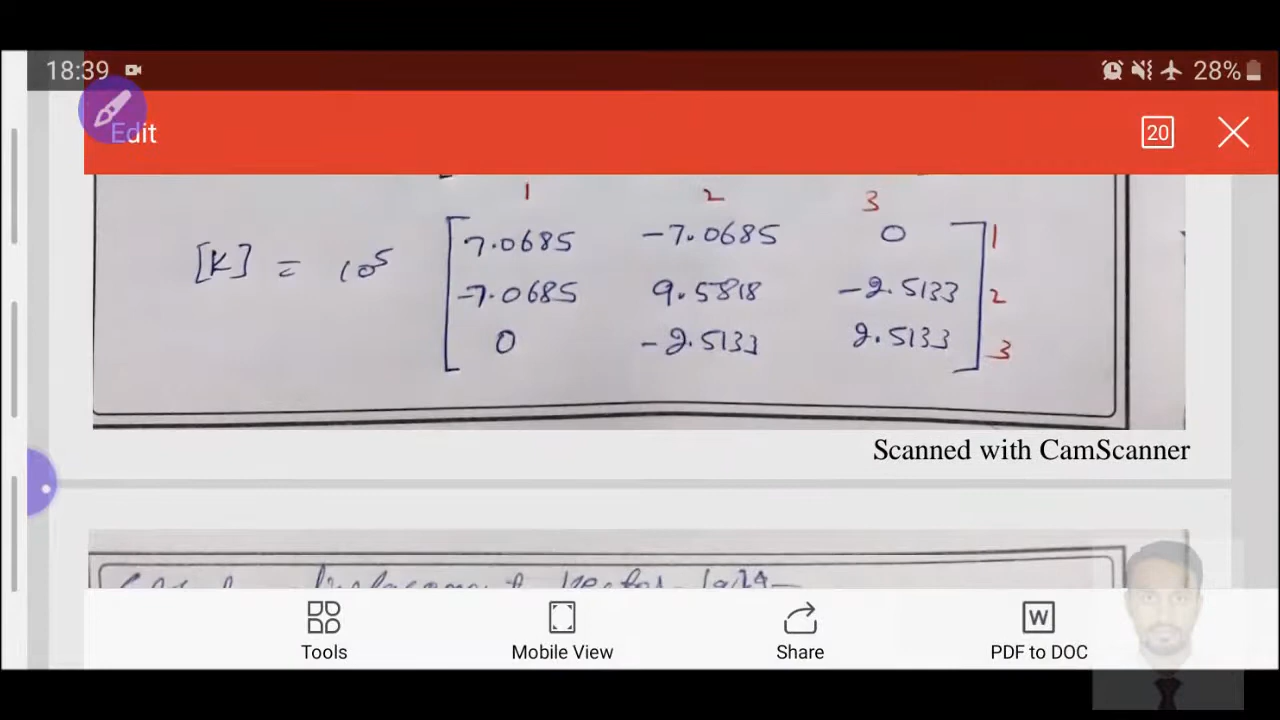 18:39 28%
Edit 20
1 2 3
[K] = 10⁵ [7.0685 -7.0685 0] 1
[-7.0685 9.5818 -2.5133] 2
[0 -2.5133 2.5133] 3
Scanned with CamScanner
W
Tools Mobile View Share PDF to DOC